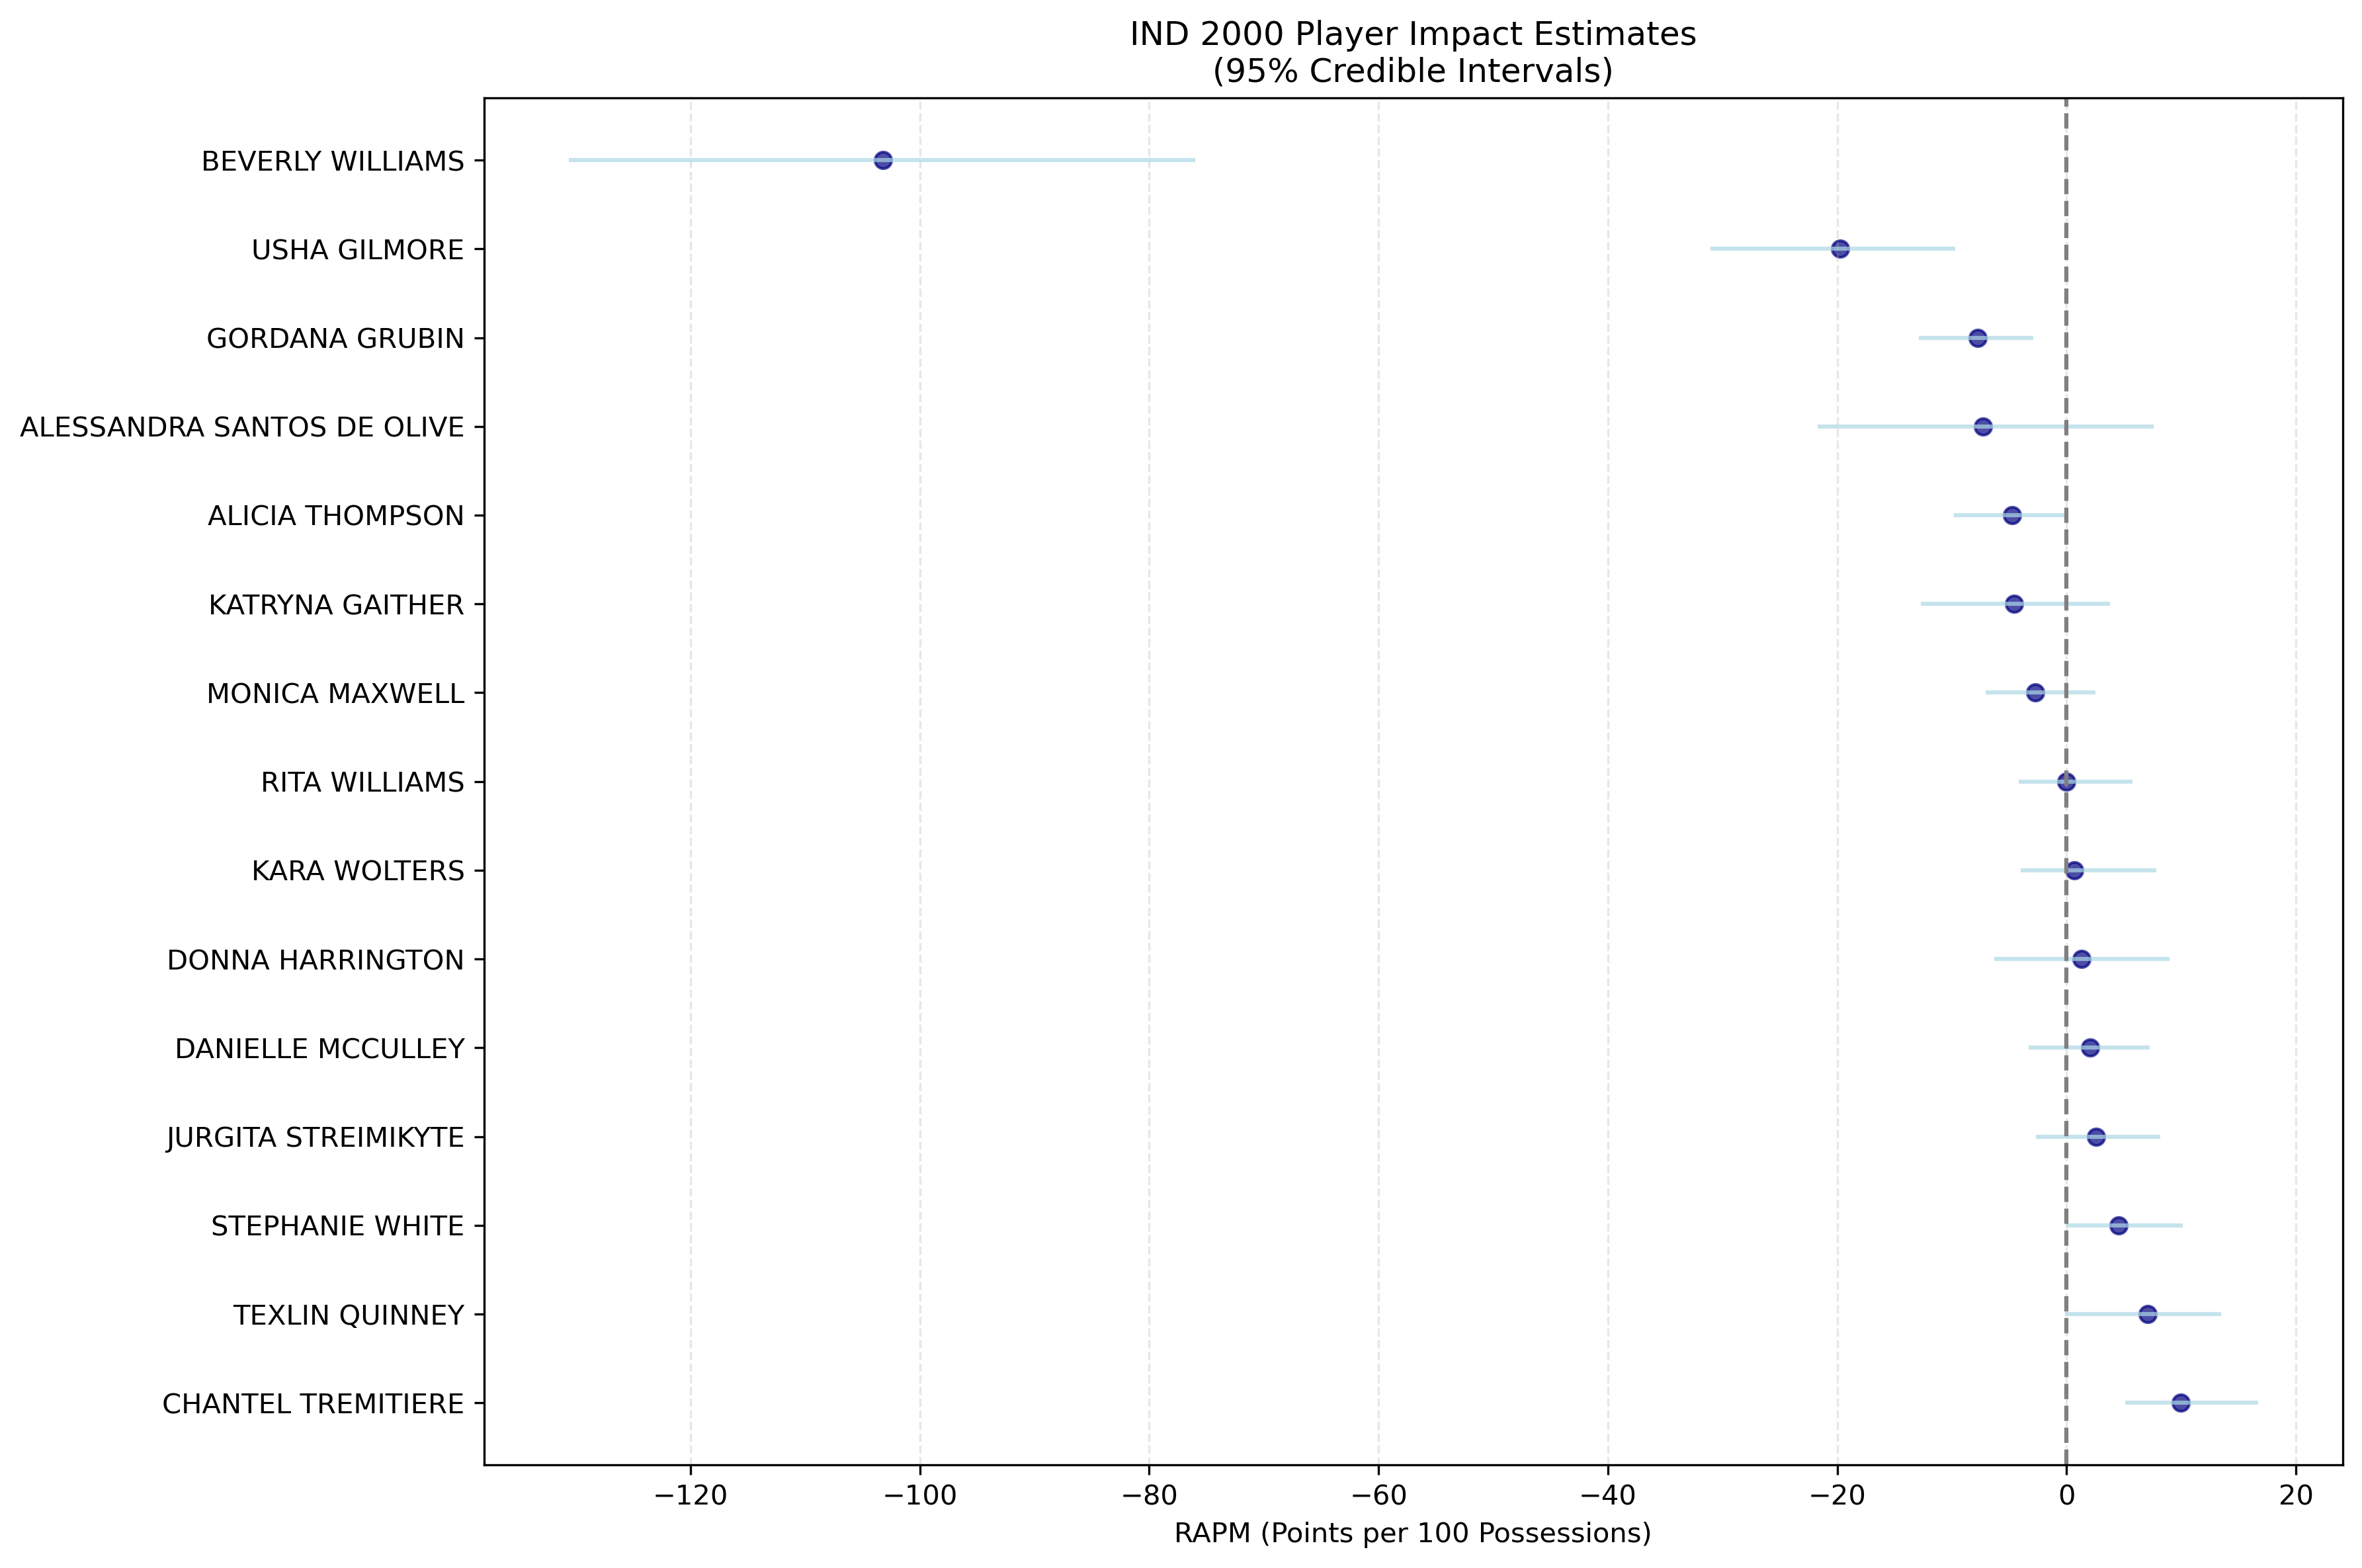 IND 2000 Player Impact Estimates
(95% Credible Intervals)
BEVERLY WILLIAMS
USHA GILMORE
GORDANA GRUBIN
ALESSANDRA SANTOS DE OLIVE
ALICIA THOMPSON
KATRYNA GAITHER
MONICA MAXWELL
RITA WILLIAMS
KARA WOLTERS
DONNA HARRINGTON
DANIELLE MCCULLEY
JURGITA STREIMIKYTE
STEPHANIE WHITE
TEXLIN QUINNEY
CHANTEL TREMITIERE
−120 −100 −80 −60 −40 −20 0 20
RAPM (Points per 100 Possessions)